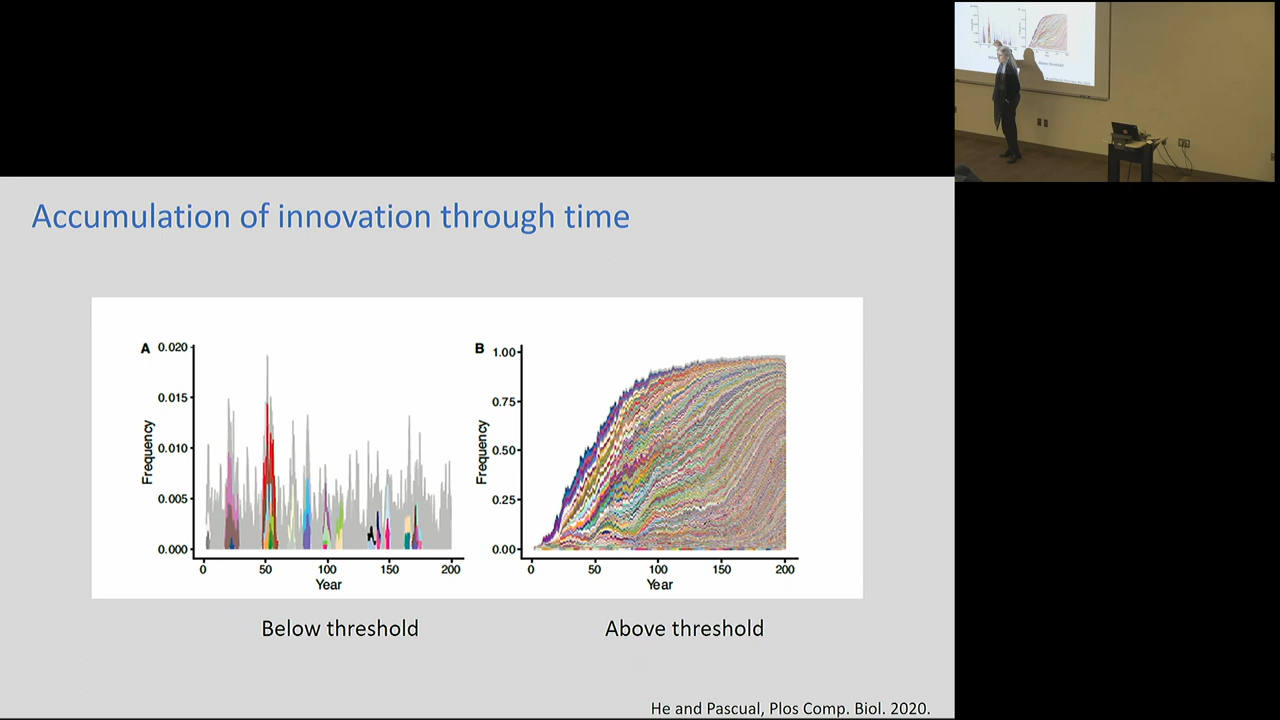 Accumulation of innovation through time
A
0.020
0.015
0.010
0.005
0.000
Frequency
0 50 100 150 200
Year
B
1.00
0.75
0.50
0.25
0.00
Frequency
0 50 100 150 200
Year
Below threshold
Above threshold
He and Pascual, Plos Comp. Biol. 2020.